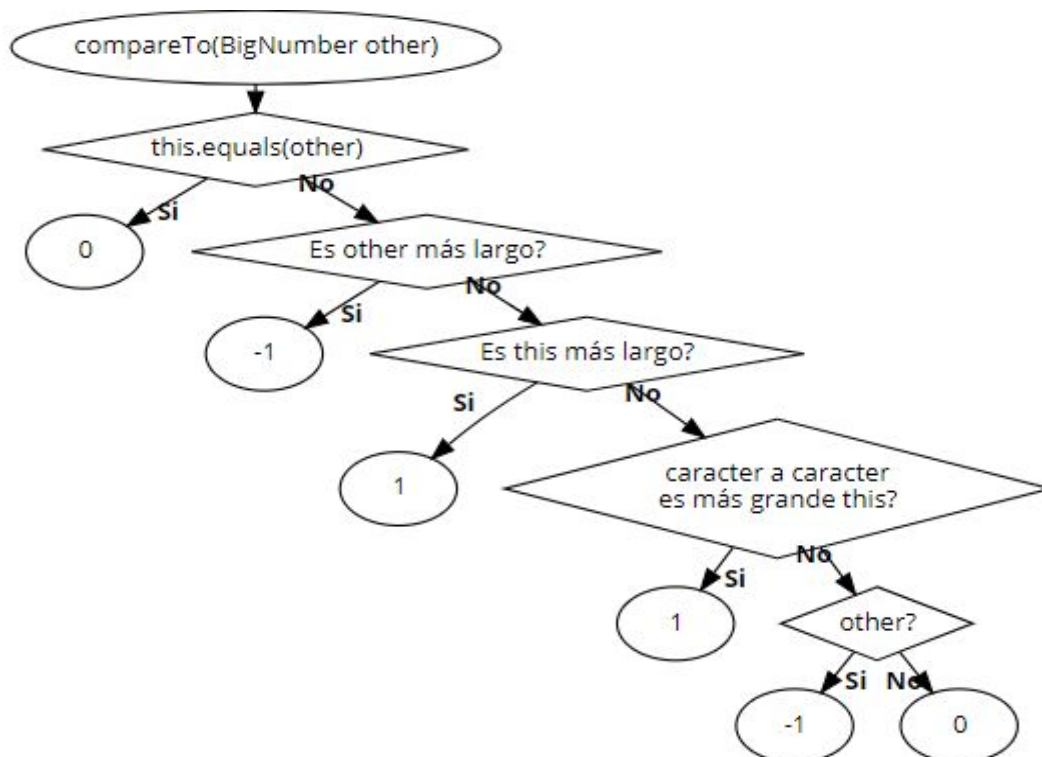 compareTo(BigNumber other)
this.equals(other)
Si
No
0
Es other más largo?
Si
No
-1
Es this más largo?
Si
No
1
caracter a caracter
es más grande this?
Si
No
1
other?
Si
No
-1
0